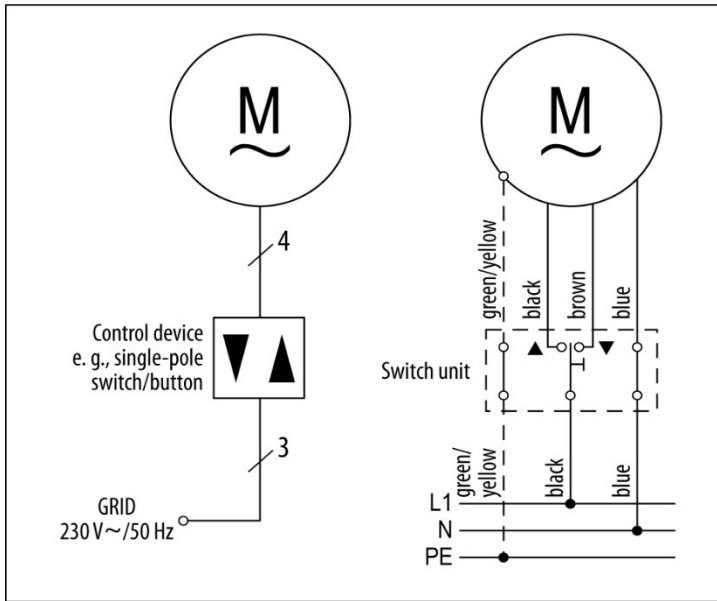 M
4
Control device
e. g., single-pole
switch/button
3
GRID
230 V~/50 Hz
M
green/yellow
black
brown
blue
Switch unit
green/
yellow
black
blue
L1
N
PE